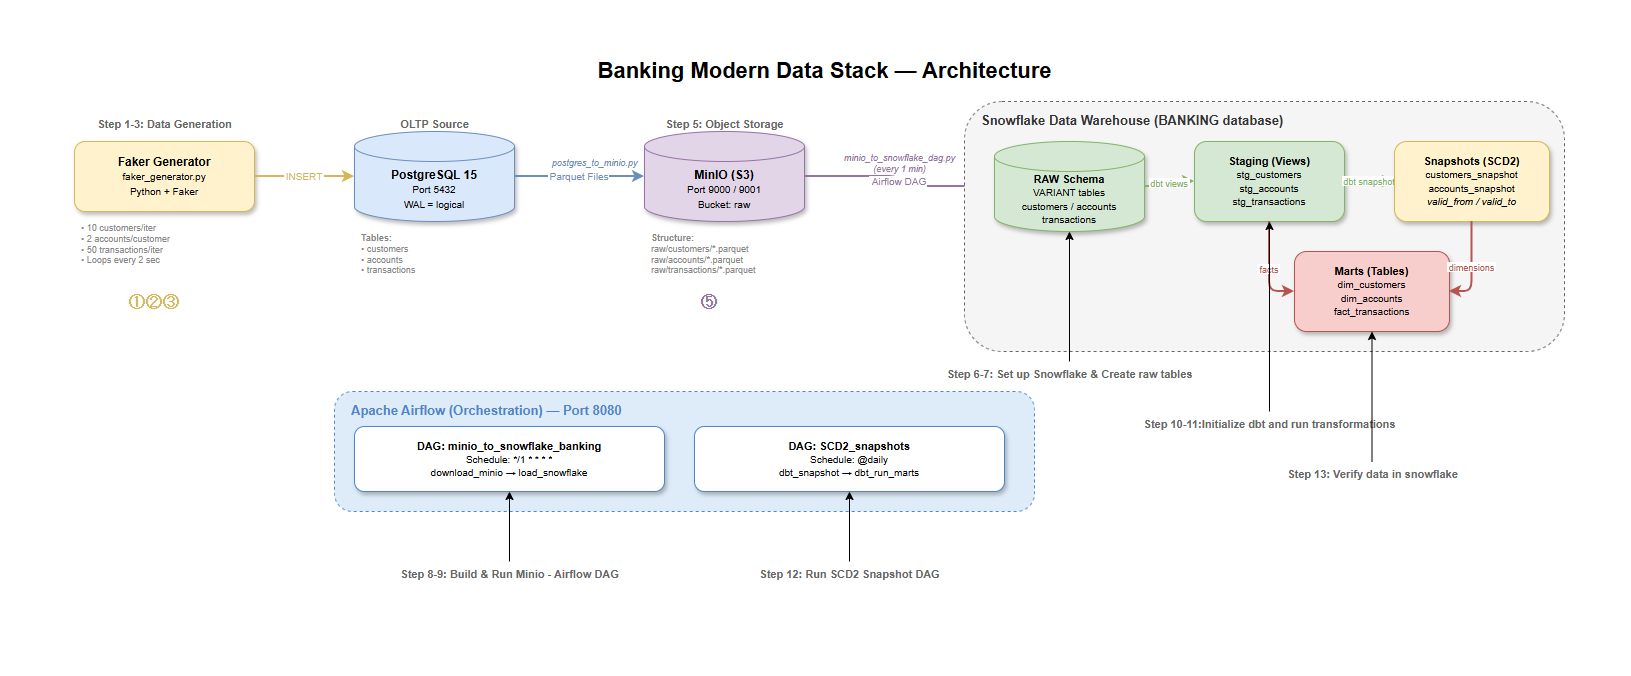 Banking Modern Data Stack — Architecture
Step 1-3: Data Generation
Faker Generator
faker_generator.py
Python + Faker
• 10 customers/iter
• 2 accounts/customer
• 50 transactions/iter
• Loops every 2 sec
①②③
INSERT
OLTP Source
PostgreSQL 15
Port 5432
WAL = logical
Tables:
• customers
• accounts
• transactions
postgres_to_minio.py
Parquet Files
Step 5: Object Storage
MinIO (S3)
Port 9000 / 9001
Bucket: raw
Structure:
raw/customers/*.parquet
raw/accounts/*.parquet
raw/transactions/*.parquet
⑤
minio_to_snowflake_dag.py
(every 1 min)
Airflow DAG
Snowflake Data Warehouse (BANKING database)
RAW Schema
VARIANT tables
customers / accounts
transactions
dbt views
Staging (Views)
stg_customers
stg_accounts
stg_transactions
dbt snapshot
Snapshots (SCD2)
customers_snapshot
accounts_snapshot
valid_from / valid_to
facts
dimensions
Marts (Tables)
dim_customers
dim_accounts
fact_transactions
Step 6-7: Set up Snowflake & Create raw tables
Step 10-11:Initialize dbt and run transformations
Step 13: Verify data in snowflake
Apache Airflow (Orchestration) — Port 8080
DAG: minio_to_snowflake_banking
Schedule: */1 * * * *
download_minio → load_snowflake
DAG: SCD2_snapshots
Schedule: @daily
dbt_snapshot → dbt_run_marts
Step 8-9: Build & Run Minio - Airflow DAG
Step 12: Run SCD2 Snapshot DAG